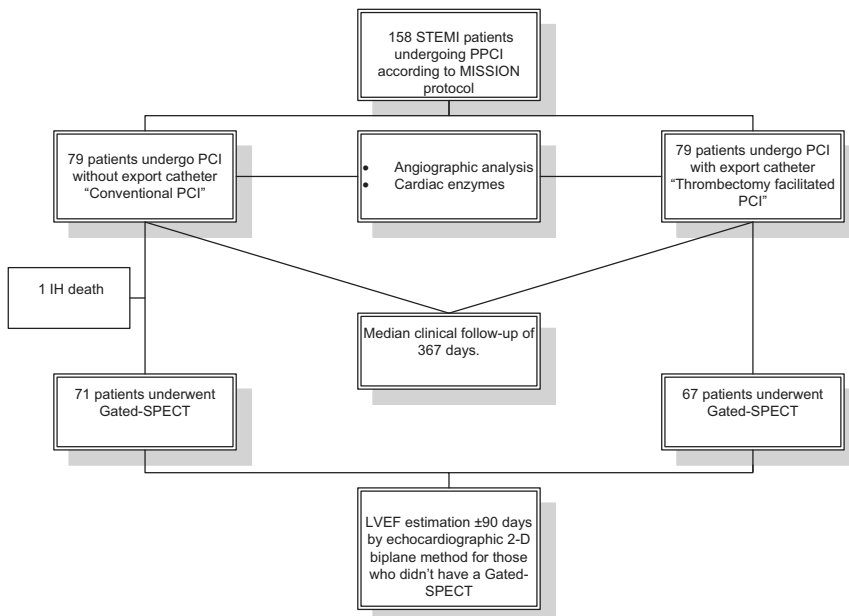 158 STEMI patients
undergoing PPCI
according to MISSION
protocol
79 patients undergo PCI
without export catheter
“Conventional PCI”
• Angiographic analysis
• Cardiac enzymes
79 patients undergo PCI
with export catheter
“Thrombectomy facilitated
PCI”
1 IH death
Median clinical follow-up of
367 days.
71 patients underwent
Gated-SPECT
67 patients underwent
Gated-SPECT
LVEF estimation ±90 days
by echocardiographic 2-D
biplane method for those
who didn’t have a Gated-
SPECT